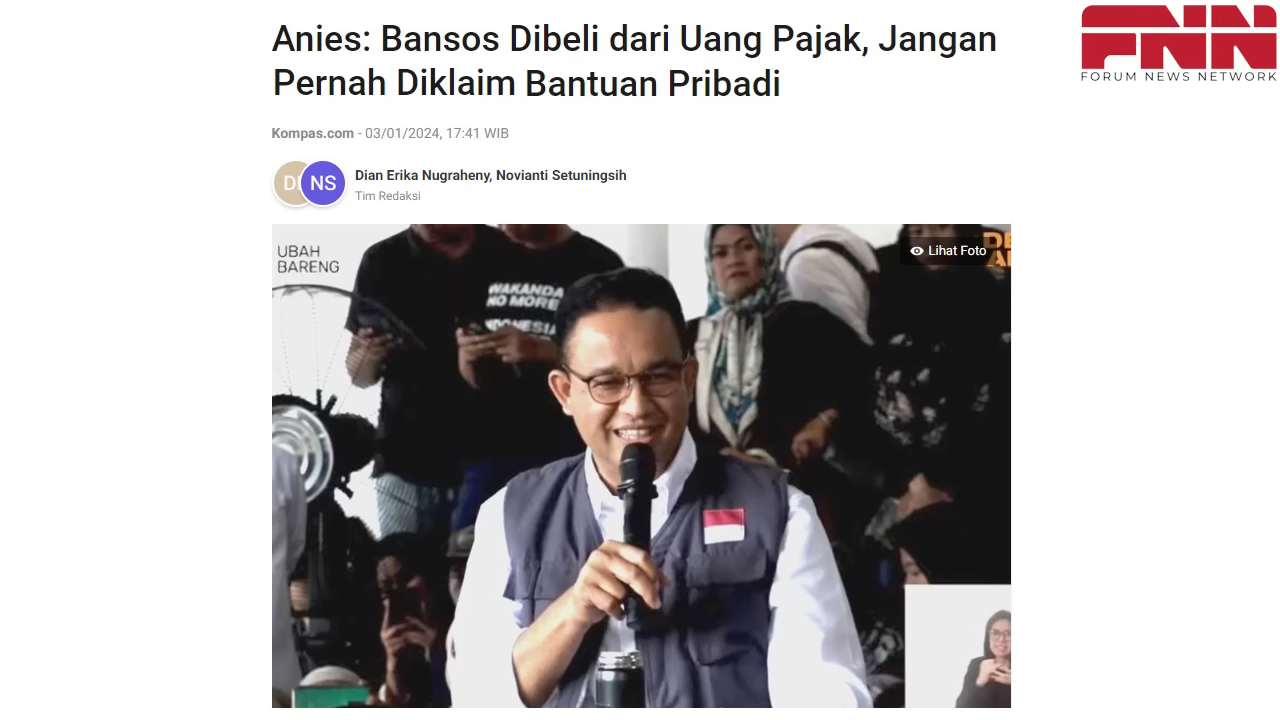 Anies: Bansos Dibeli dari Uang Pajak, Jangan
Pernah Diklaim Bantuan Pribadi
FNN
FORUM NEWS NETWORK
Kompas.com - 03/01/2024, 17:41 WIB
NS
Dian Erika Nugraheny, Novianti Setuningsih
Tim Redaksi
UBAH
BARENG
Lihat Foto
WAKANDA
NO MORE
INDONESIA